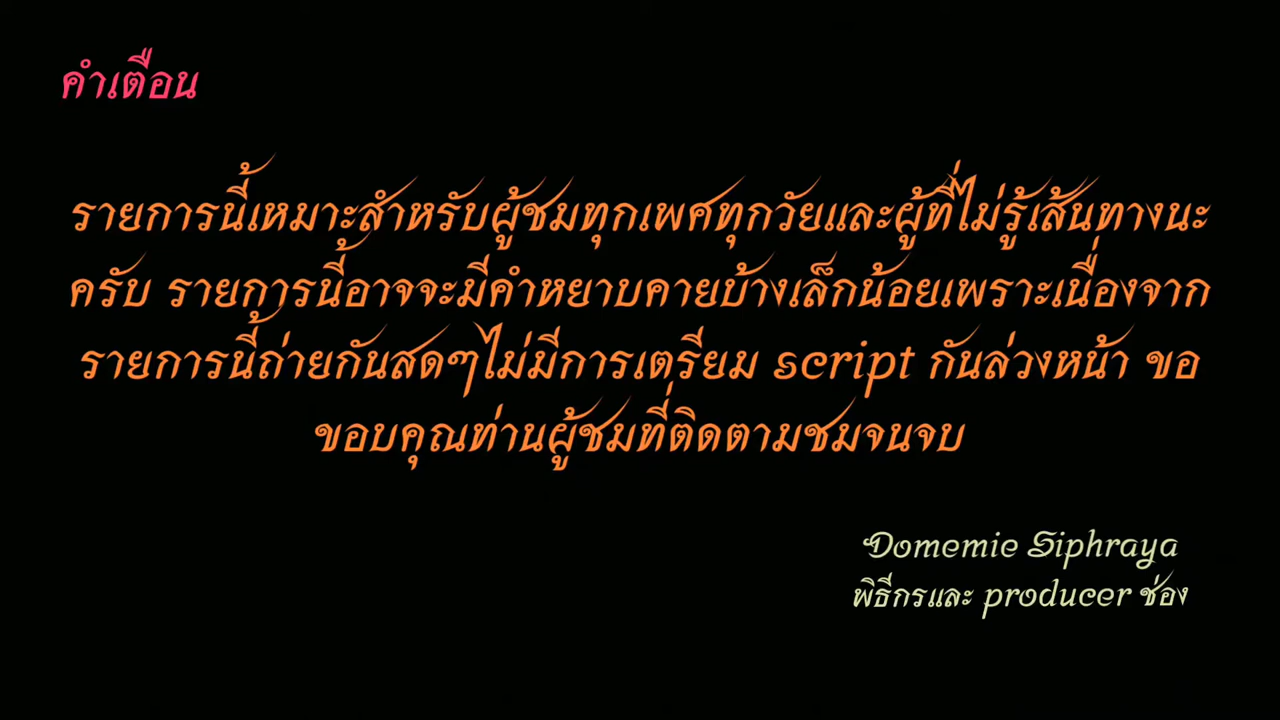 คำเตือน
รายการนี้เหมาะสำหรับผู้ชมทุกเพศทุกวัยและผู้ที่ไม่รู้เส้นทางนะ
ครับ รายการนี้อาจจะมีคำหยาบคายบ้างเล็กน้อยเพราะเนื่องจาก
รายการนี้ถ่ายกันสดๆไม่มีการเตรียม script กันล่วงหน้า ขอ
ขอบคุณท่านผู้ชมที่ติดตามชมจนจบ
Domemie Siphraya
พิธีกรและ producer ช่อง